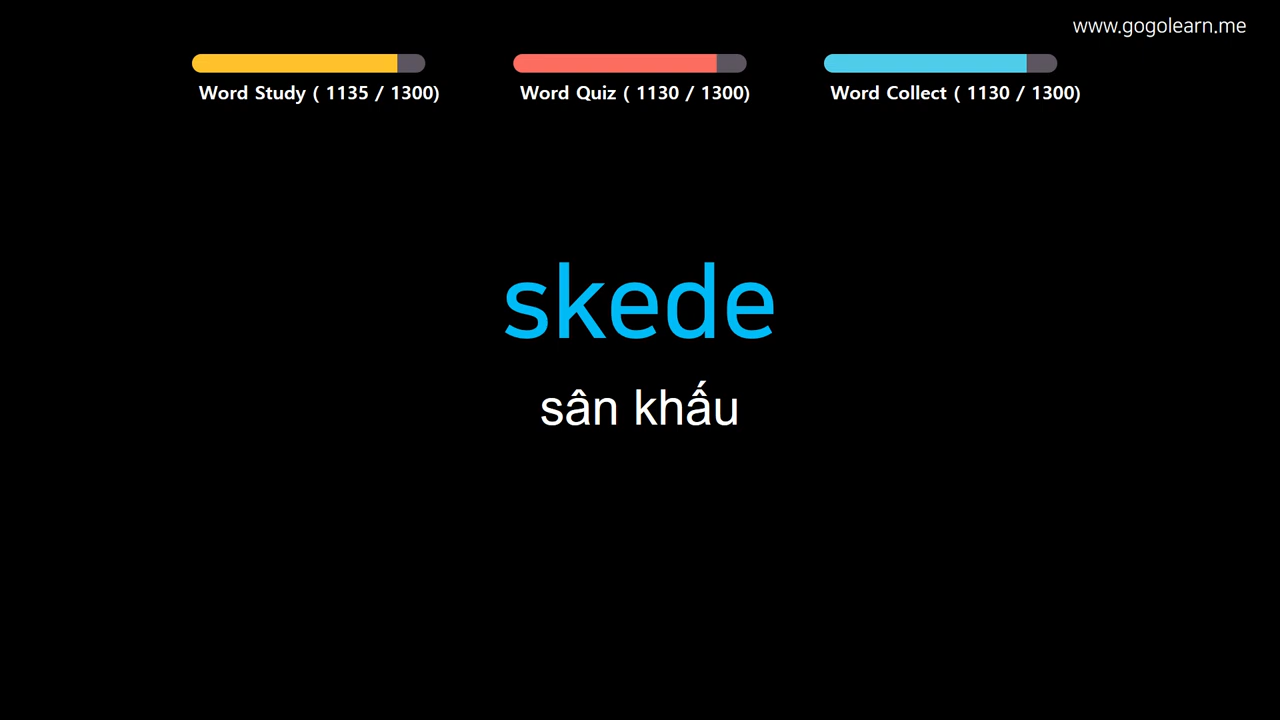 www.gogolearn.me
Word Study ( 1135 / 1300)
Word Quiz ( 1130 / 1300)
Word Collect ( 1130 / 1300)
skede
sân khấu